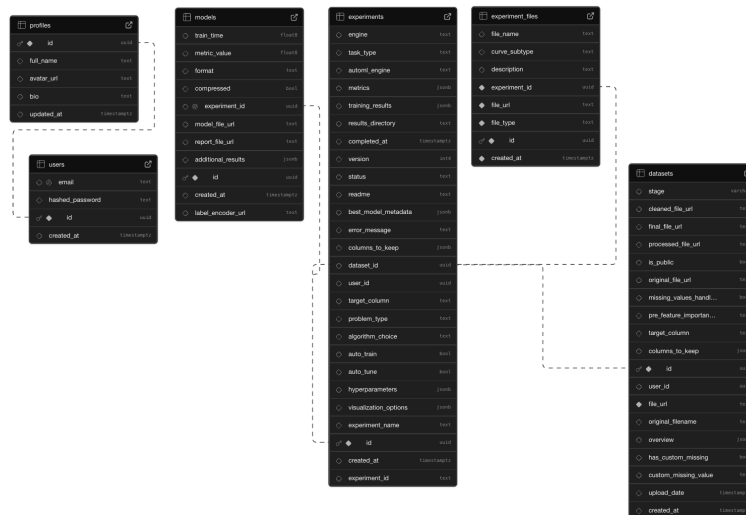 profiles
id uuid
full_name text
avatar_url text
bio text
updated_at timestamptz
users
email text
hashed_password text
id uuid
created_at timestamptz
models
train_time float8
metric_value float8
format text
compressed bool
experiment_id uuid
model_file_url text
report_file_url text
additional_results jsonb
id uuid
created_at timestamptz
label_encoder_url text
experiments
engine text
task_type text
automl_engine text
metrics jsonb
training_results jsonb
results_directory text
completed_at timestamptz
version int4
status text
readme text
best_model_metadata jsonb
error_message text
columns_to_keep jsonb
dataset_id uuid
user_id uuid
target_column text
problem_type text
algorithm_choice text
auto_train bool
auto_tune bool
hyperparameters jsonb
visualization_options jsonb
experiment_name text
id uuid
created_at timestamptz
experiment_id text
experiment_files
file_name text
curve_subtype text
description text
experiment_id uuid
file_url text
file_type text
id uuid
created_at timestamptz
datasets
stage
cleaned_file_url
final_file_url
processed_file_url
is_public
original_file_url
missing_values_handl...
pre_feature_importan...
target_column
columns_to_keep
id
user_id
file_url
original_filename
overview
has_custom_missing
custom_missing_value
upload_date
created_at